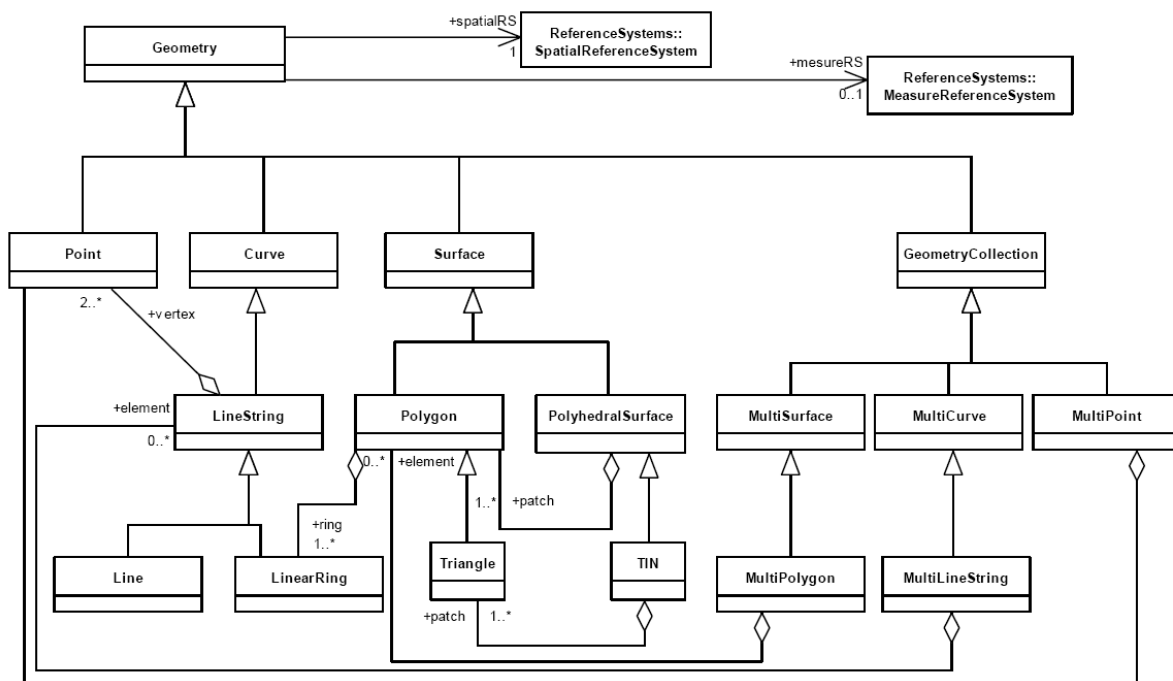 Geometry
+spatialRS
1
ReferenceSystems::
SpatialReferenceSystem
+mesureRS
0..1
ReferenceSystems::
MeasureReferenceSystem
Point
Curve
Surface
GeometryCollection
2..*
+vertex
+element
0..*
LineString
Polygon
PolyhedralSurface
MultiSurface
MultiCurve
MultiPoint
0..*
+element
1..*
+patch
+ring
1..*
Line
LinearRing
Triangle
TIN
MultiPolygon
MultiLineString
+patch
1..*